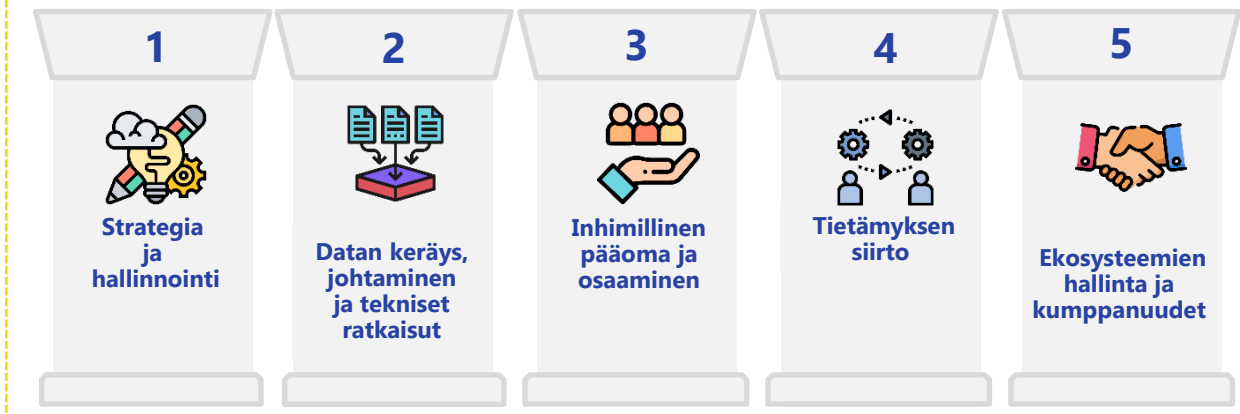 1
Strategia
ja
hallinnointi
2
Datan keräys,
johtaminen
ja tekniset
ratkaisut
3
Inhimillinen
pääoma ja
osaaminen
4
Tietämyksen
siirto
5
Ekosysteemien
hallinta ja
kumppanuudet